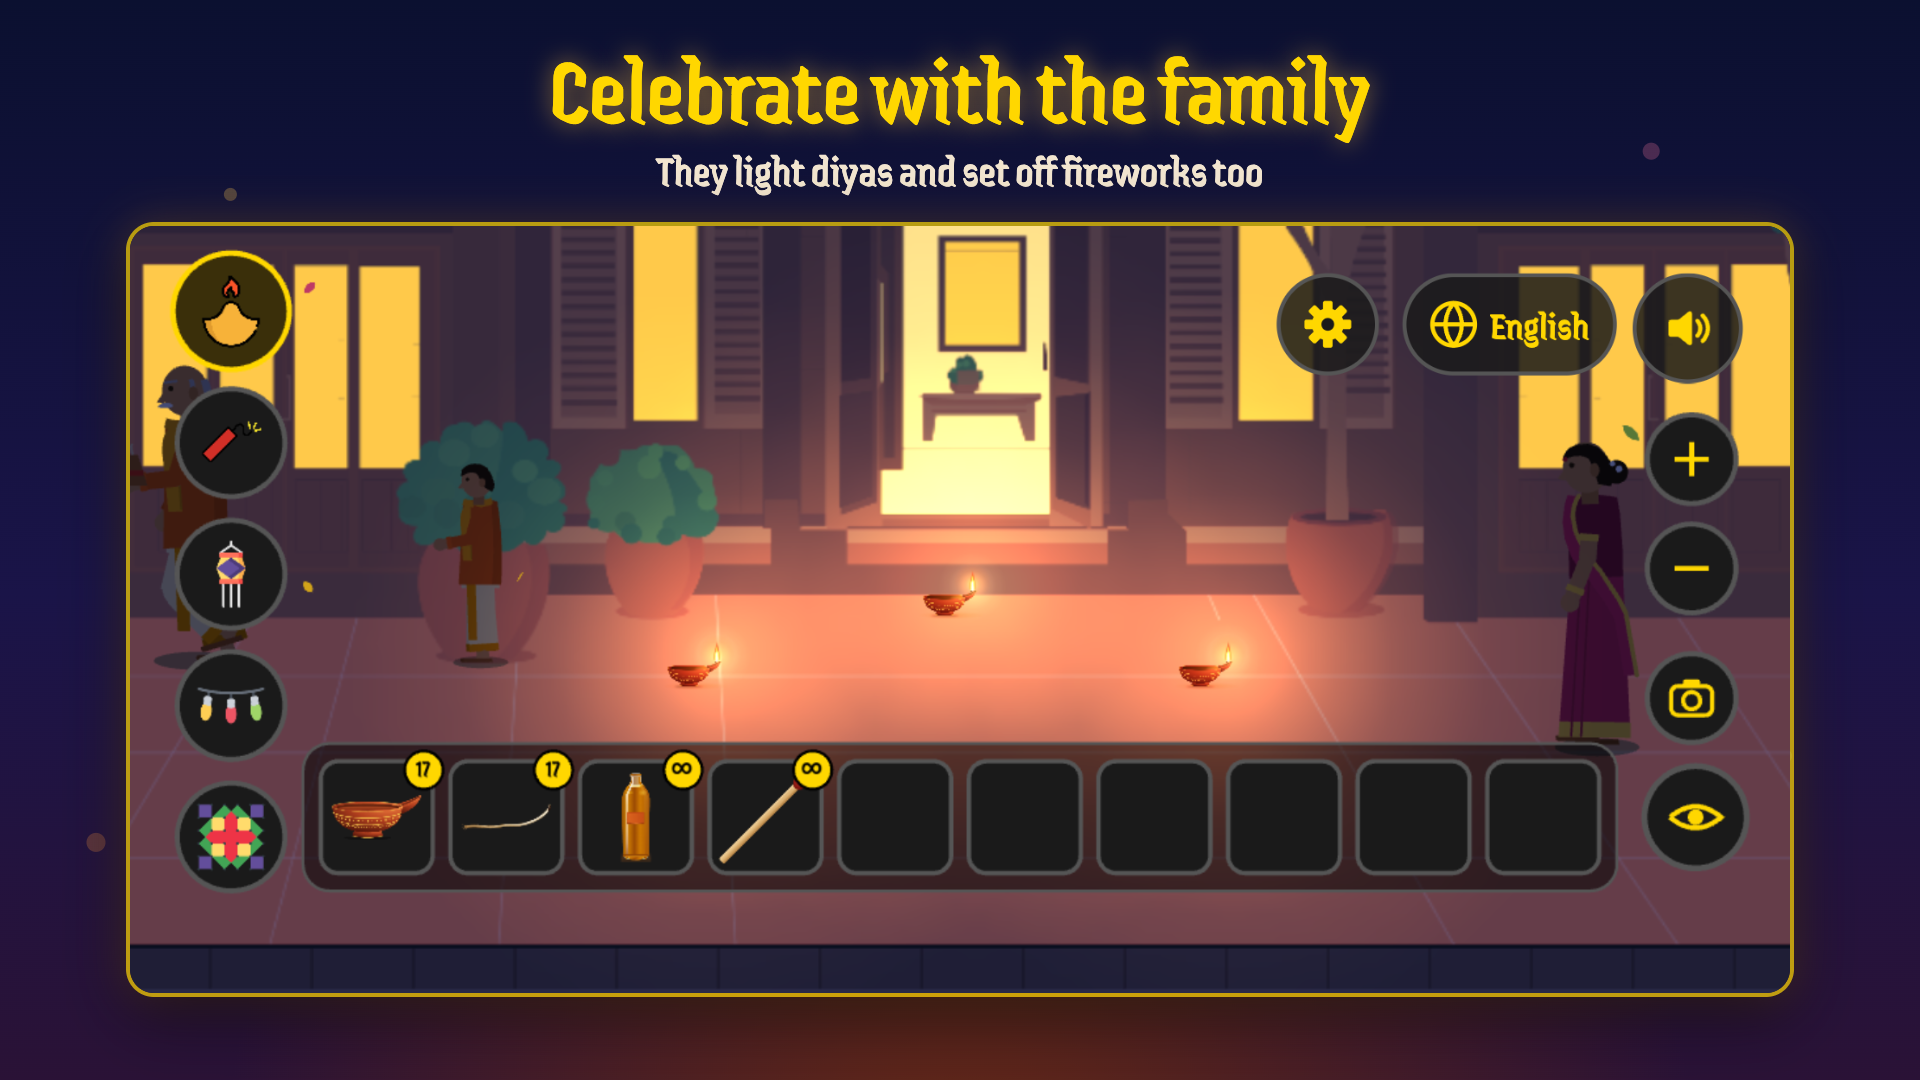 Celebrate with the family
They light diyas and set off fireworks too
English
17
17
∞
∞